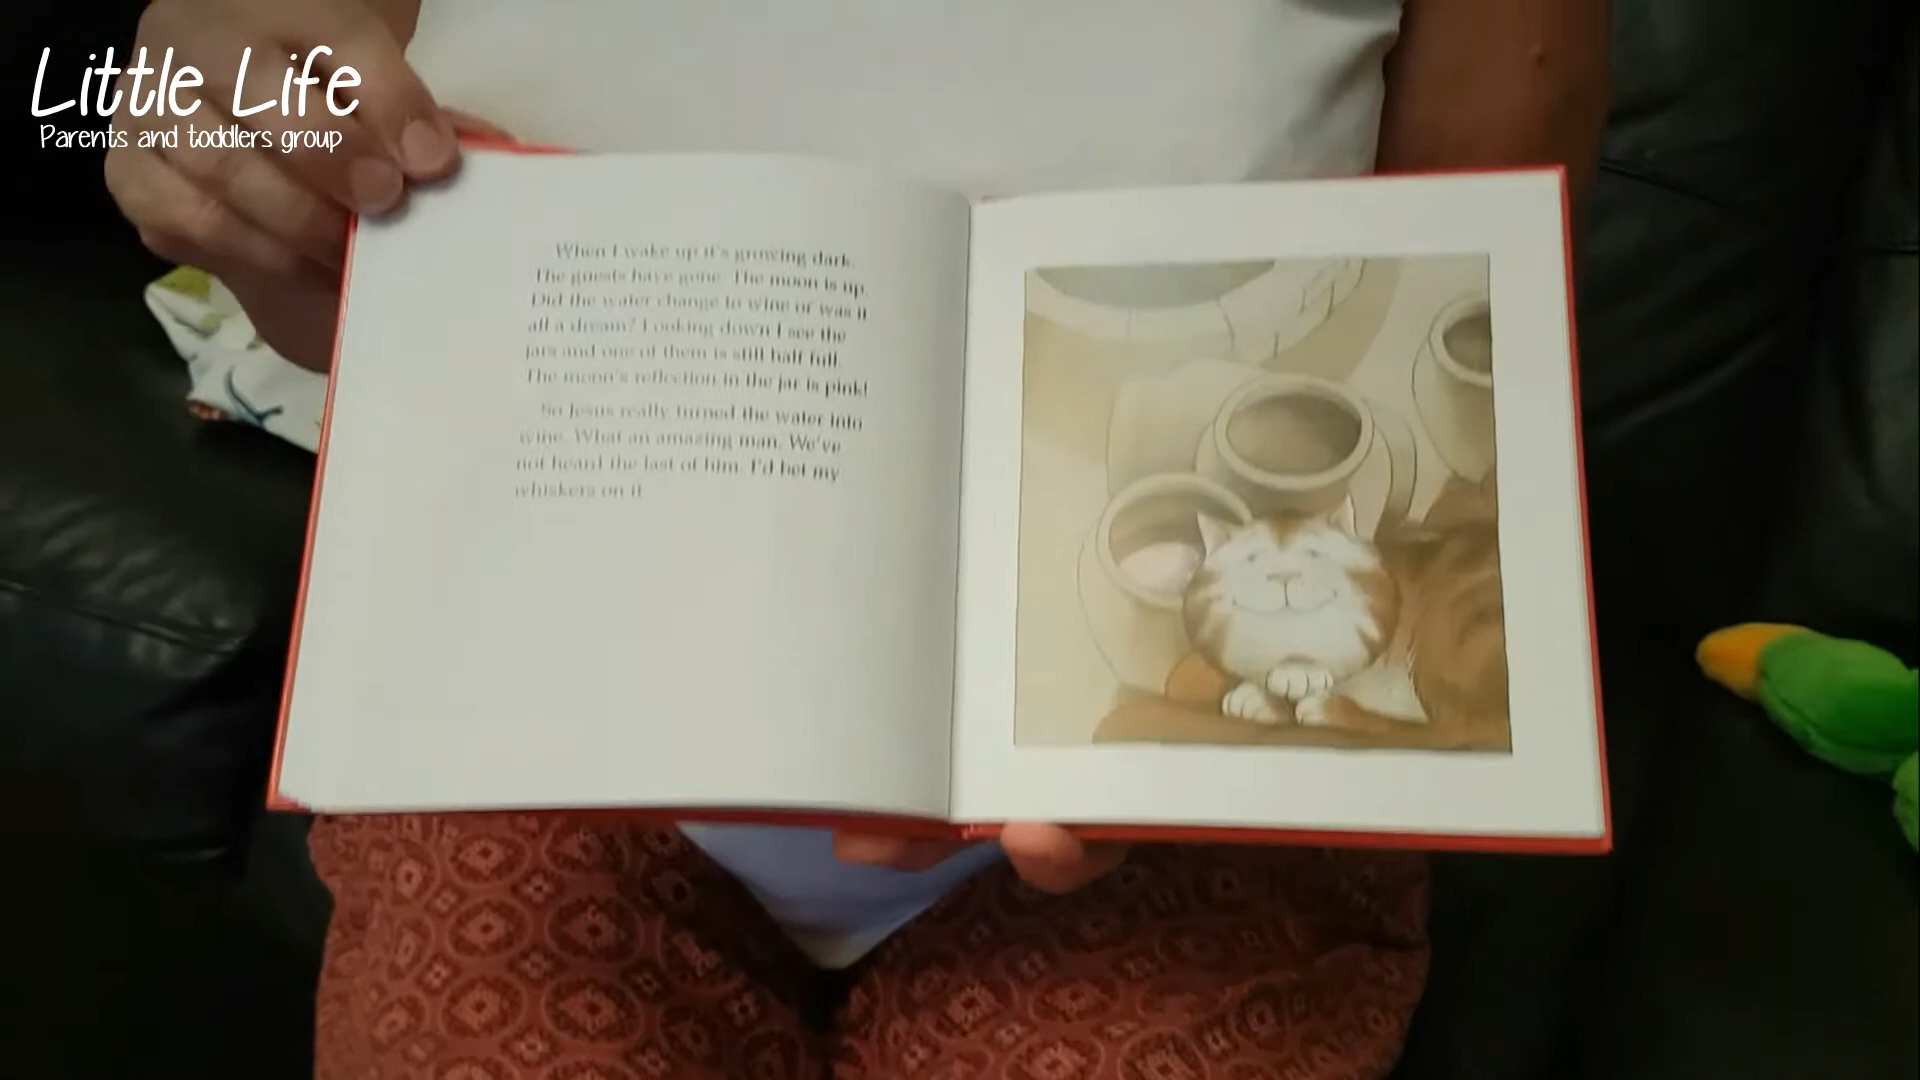 Little Life
Parents and toddlers group
When I wake up it's growing dark.
The guests have gone. The moon is up.
Did the water change to wine or was it
all a dream? Looking down I see the
jars and one of them is still half full.
The moon's reflection in the jar is pink!
So Jesus really turned the water into
wine. What an amazing man. We've
not heard the last of him. I'd bet my
whiskers on it.